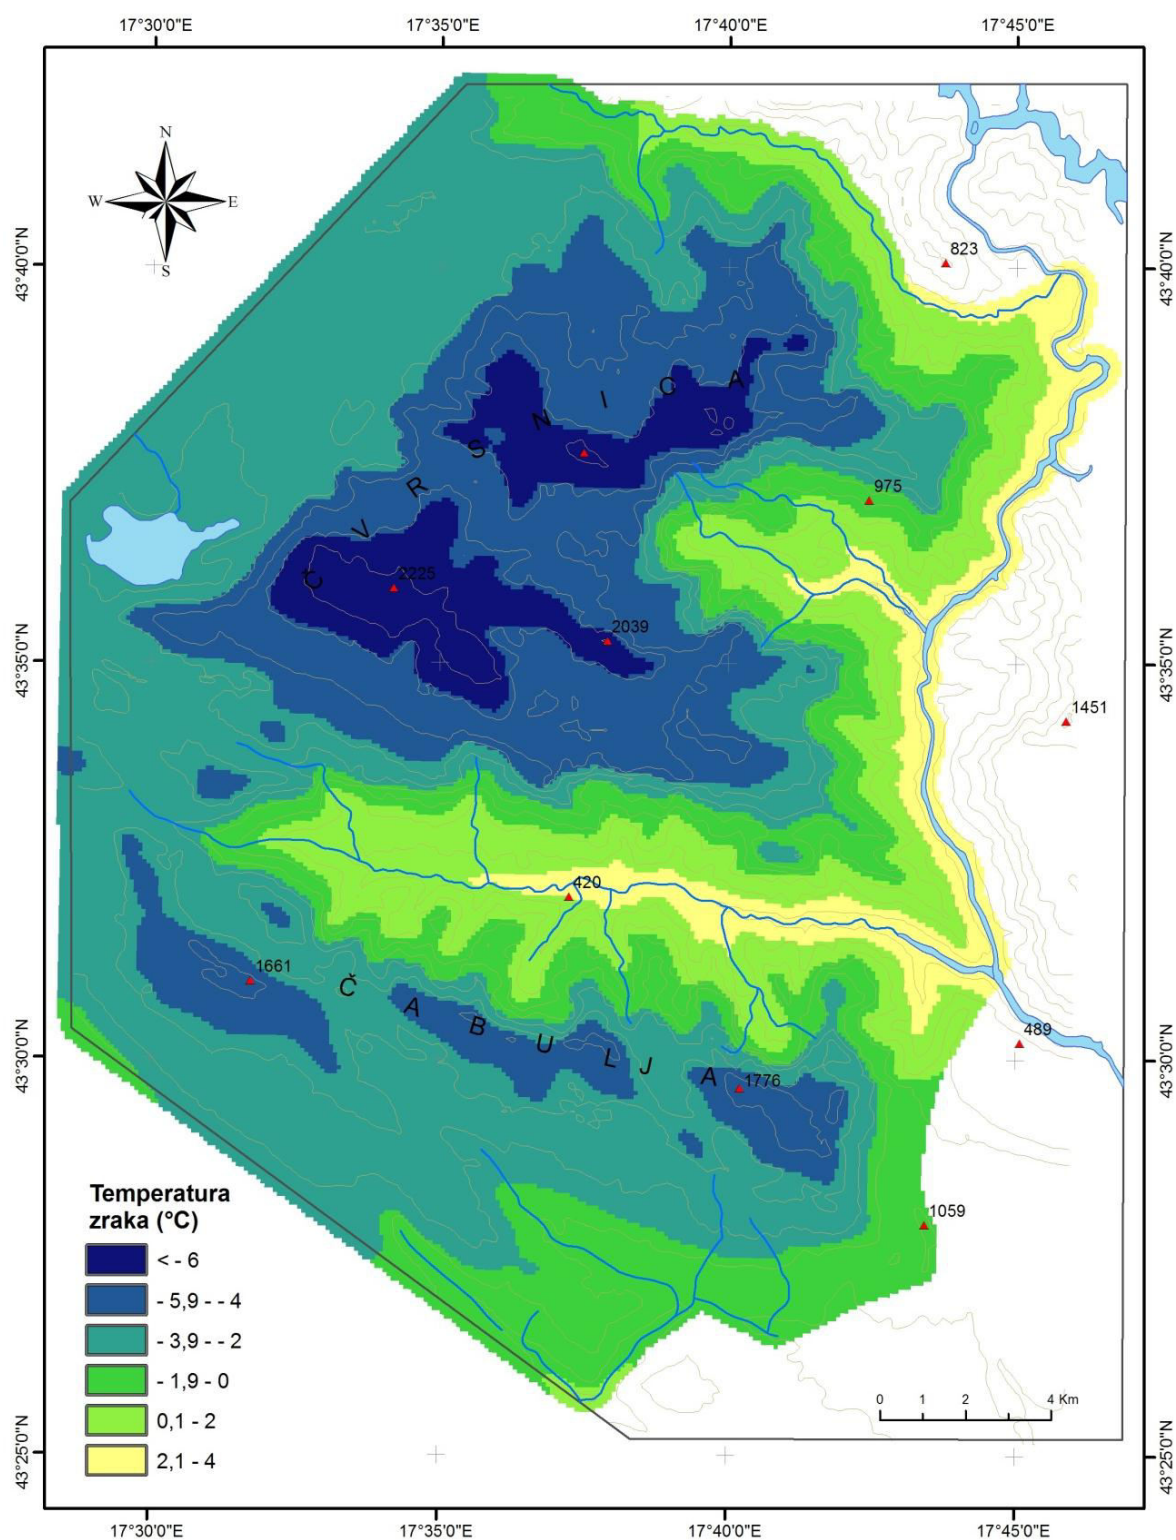 17°30'0"E
17°35'0"E
17°40'0"E
17°45'0"E
N
W
E
S
43°40'0"N
43°40'0"N
823
ČVRSNICA
975
2225
2039
43°35'0"N
43°35'0"N
1451
420
1661
ČABULJA
489
43°30'0"N
43°30'0"N
1776
1059
Temperatura
zraka (°C)
< - 6
- 5,9 - - 4
- 3,9 - - 2
- 1,9 - 0
0,1 - 2
2,1 - 4
0 1 2 4 Km
43°25'0"N
43°25'0"N
17°30'0"E
17°35'0"E
17°40'0"E
17°45'0"E